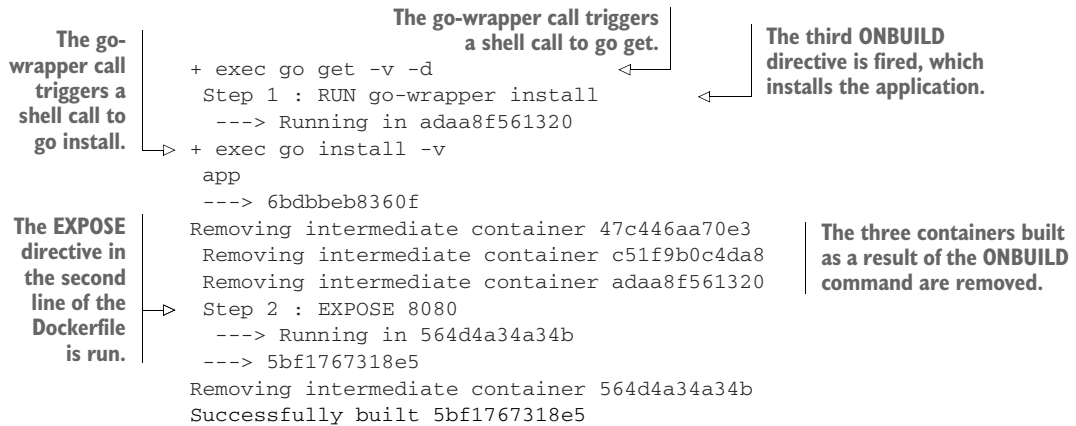 The go-wrapper call triggers
a shell call to go get.
The go-
wrapper call
triggers a
shell call to
go install.
The third ONBUILD
directive is fired, which
installs the application.
+ exec go get -v -d
Step 1 : RUN go-wrapper install
---> Running in adaa8f561320
+ exec go install -v
app
---> 6bdbbeb8360f
Removing intermediate container 47c446aa70e3
Removing intermediate container c51f9b0c4da8
Removing intermediate container adaa8f561320
The three containers built
as a result of the ONBUILD
command are removed.
The EXPOSE
directive in
the second
line of the
Dockerfile
is run.
Step 2 : EXPOSE 8080
---> Running in 564d4a34a34b
---> 5bf1767318e5
Removing intermediate container 564d4a34a34b
Successfully built 5bf1767318e5